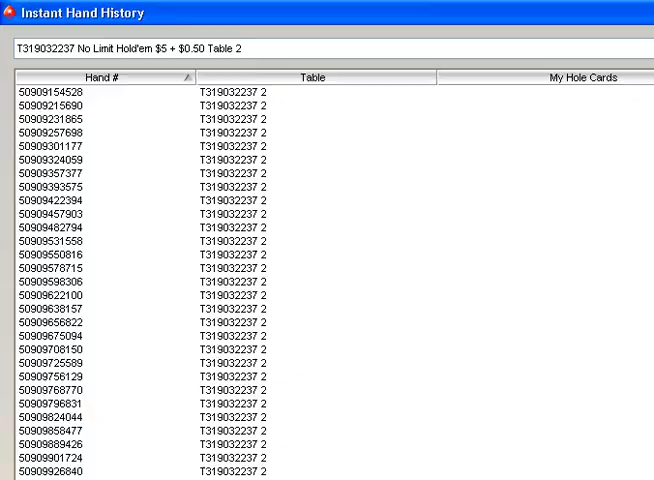 Instant Hand History
T319032237 No Limit Hold'em $5 + $0.50 Table 2
Hand # Table My Hole Cards
50909154528 T319032237 2
50909215690 T319032237 2
50909231865 T319032237 2
50909257698 T319032237 2
50909301177 T319032237 2
50909324059 T319032237 2
50909357377 T319032237 2
50909393575 T319032237 2
50909422394 T319032237 2
50909457903 T319032237 2
50909482794 T319032237 2
50909531558 T319032237 2
50909550816 T319032237 2
50909578715 T319032237 2
50909598306 T319032237 2
50909622100 T319032237 2
50909638157 T319032237 2
50909656822 T319032237 2
50909675094 T319032237 2
50909708150 T319032237 2
50909725589 T319032237 2
50909756129 T319032237 2
50909768770 T319032237 2
50909796831 T319032237 2
50909824044 T319032237 2
50909858477 T319032237 2
50909889426 T319032237 2
50909901724 T319032237 2
50909926840 T319032237 2